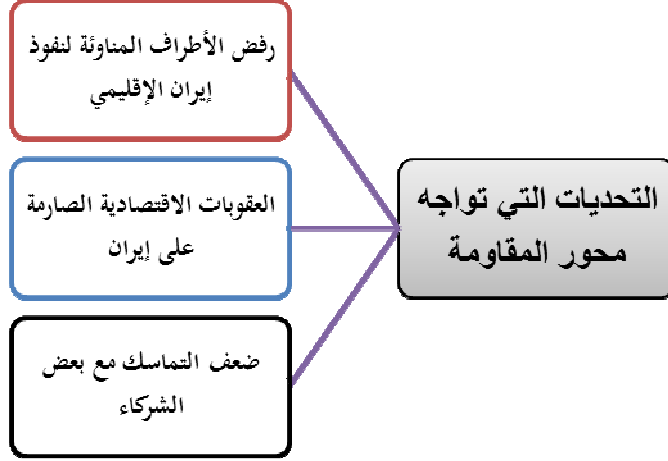 التحديات التي تواجه
محور المقاومة
رفض الأطراف المناوئة لنفوذ
إيران الإقليمي
العقوبات الاقتصادية الصارمة
على إيران
ضعف التماسك مع بعض
الشركاء